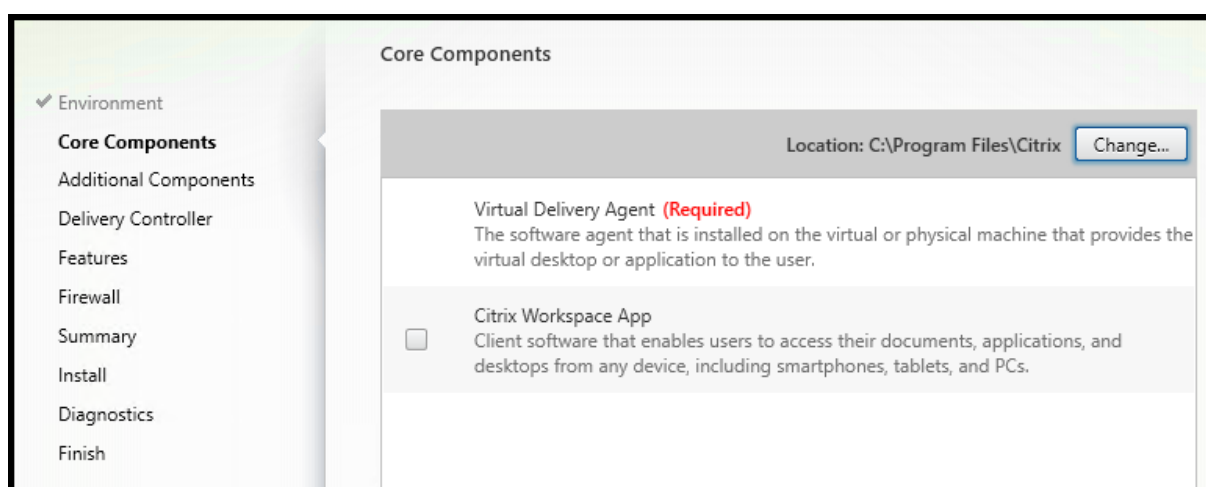 Core Components
Environment
Core Components
Additional Components
Delivery Controller
Features
Firewall
Summary
Install
Diagnostics
Finish
Location: C:\Program Files\Citrix
Change...
Virtual Delivery Agent (Required)
The software agent that is installed on the virtual or physical machine that provides the
virtual desktop or application to the user.
Citrix Workspace App
Client software that enables users to access their documents, applications, and
desktops from any device, including smartphones, tablets, and PCs.